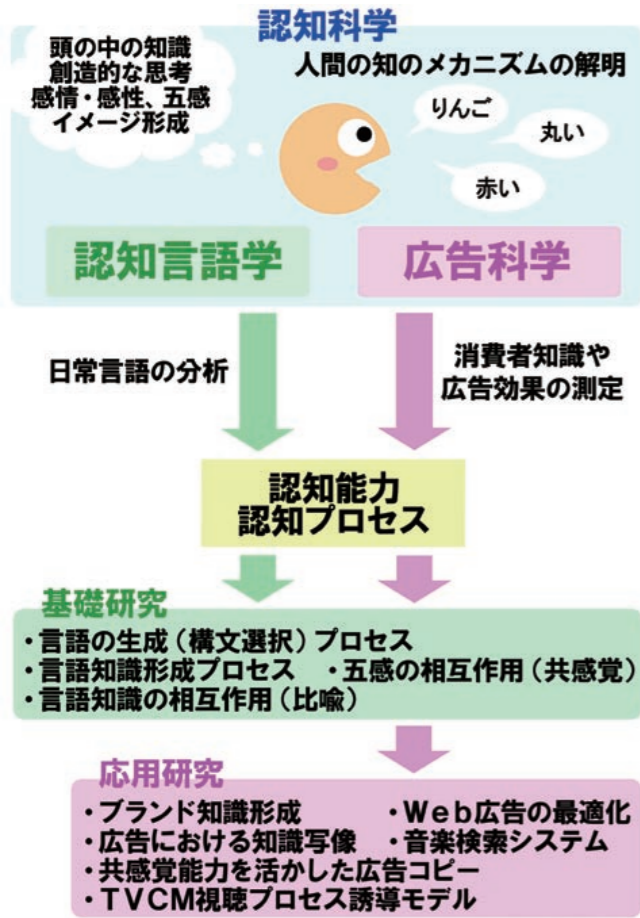 認知科学
頭の中の知識
創造的な思考
感情・感性、五感
イメージ形成
人間の知のメカニズムの解明
りんご
丸い
赤い
認知言語学
広告科学
日常言語の分析
消費者知識や
広告効果の測定
認知能力
認知プロセス
基礎研究
・言語の生成（構文選択）プロセス
・言語知識形成プロセス ・五感の相互作用（共感覚）
・言語知識の相互作用（比喩）
応用研究
・ブランド知識形成 ・Ｗｅｂ広告の最適化
・広告における知識写像 ・音楽検索システム
・共感覚能力を活かした広告コピー
・ＴＶＣＭ視聴プロセス誘導モデル